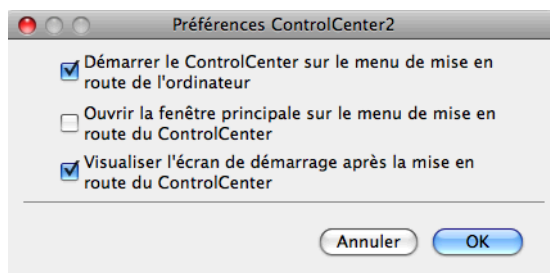 Préférences ControlCenter2
Démarrer le ControlCenter sur le menu de mise en
route de l'ordinateur
Ouvrir la fenêtre principale sur le menu de mise en
route du ControlCenter
Visualiser l'écran de démarrage après la mise en
route du ControlCenter
Annuler OK